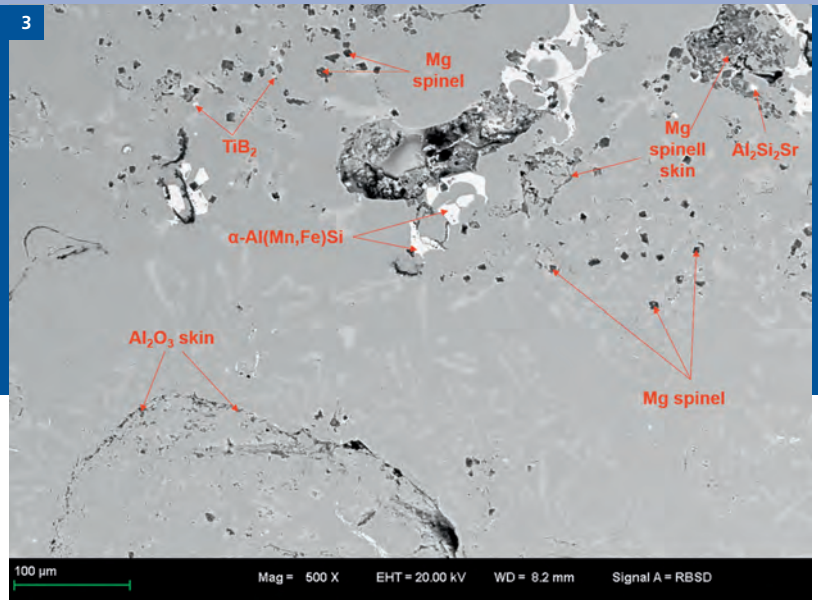 3
Mg
spinel
TiB₂
Mg
spinell
skin
Al₂Si₂Sr
α-Al(Mn,Fe)Si
Al₂O₃ skin
Mg spinel
100 µm
Mag = 500 X EHT = 20.00 kV WD = 8.2 mm Signal A = RBSD